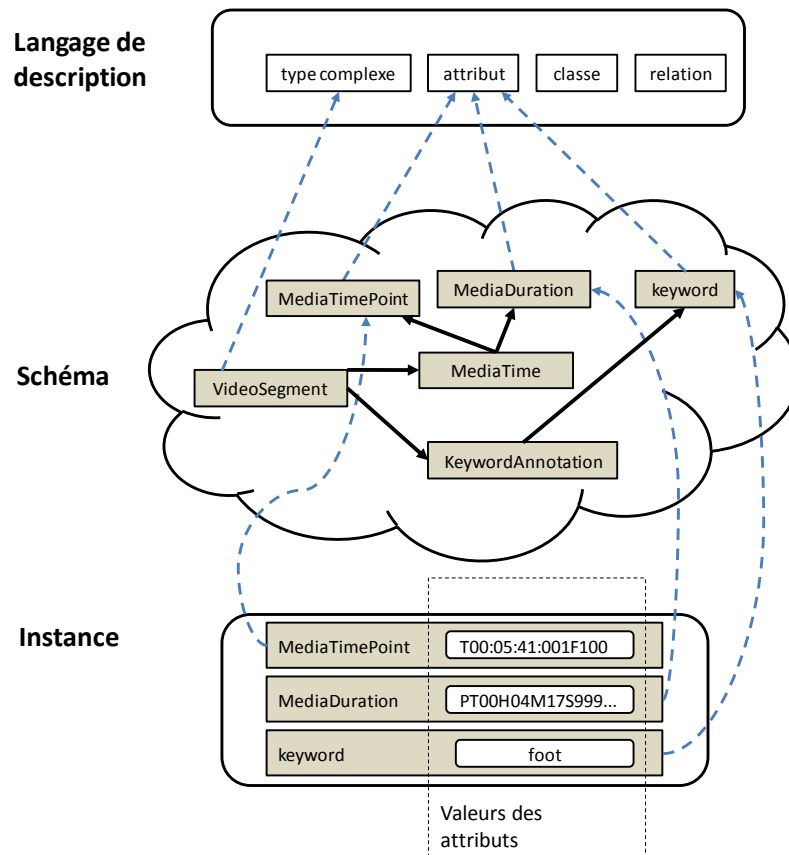 Langage de
description
type complexe
attribut
classe
relation
Schéma
MediaTimePoint
MediaDuration
keyword
MediaTime
VideoSegment
KeywordAnnotation
Instance
MediaTimePoint
T00:05:41:001F100
MediaDuration
PT00H04M17S999...
keyword
foot
Valeurs des
attributs